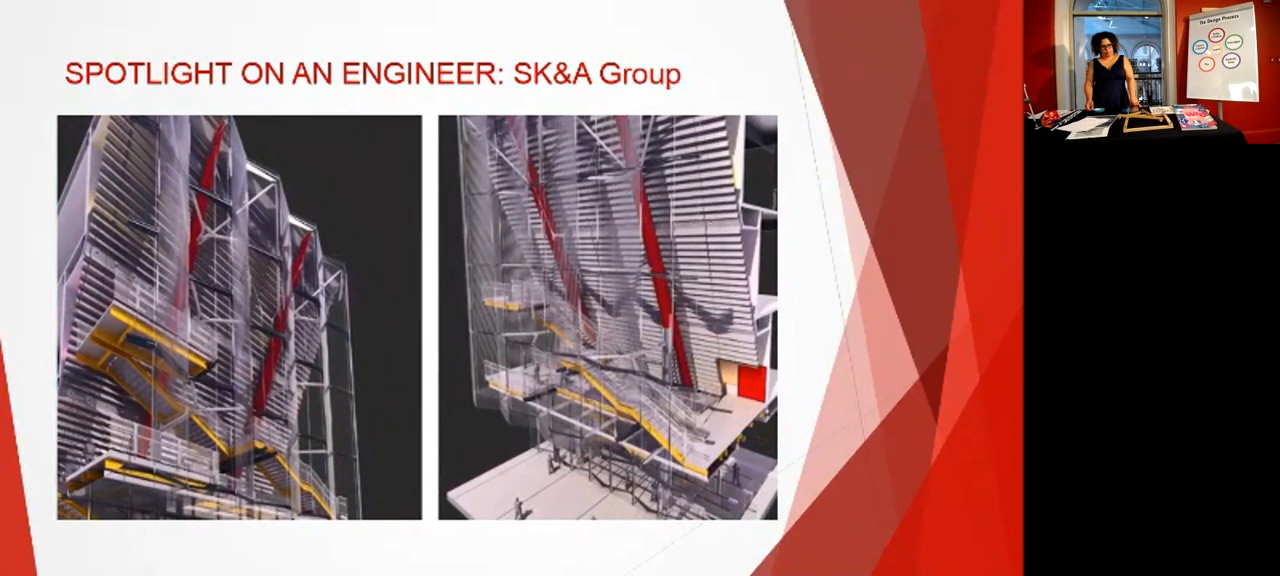 SPOTLIGHT ON AN ENGINEER: SK&A Group
The Design Process